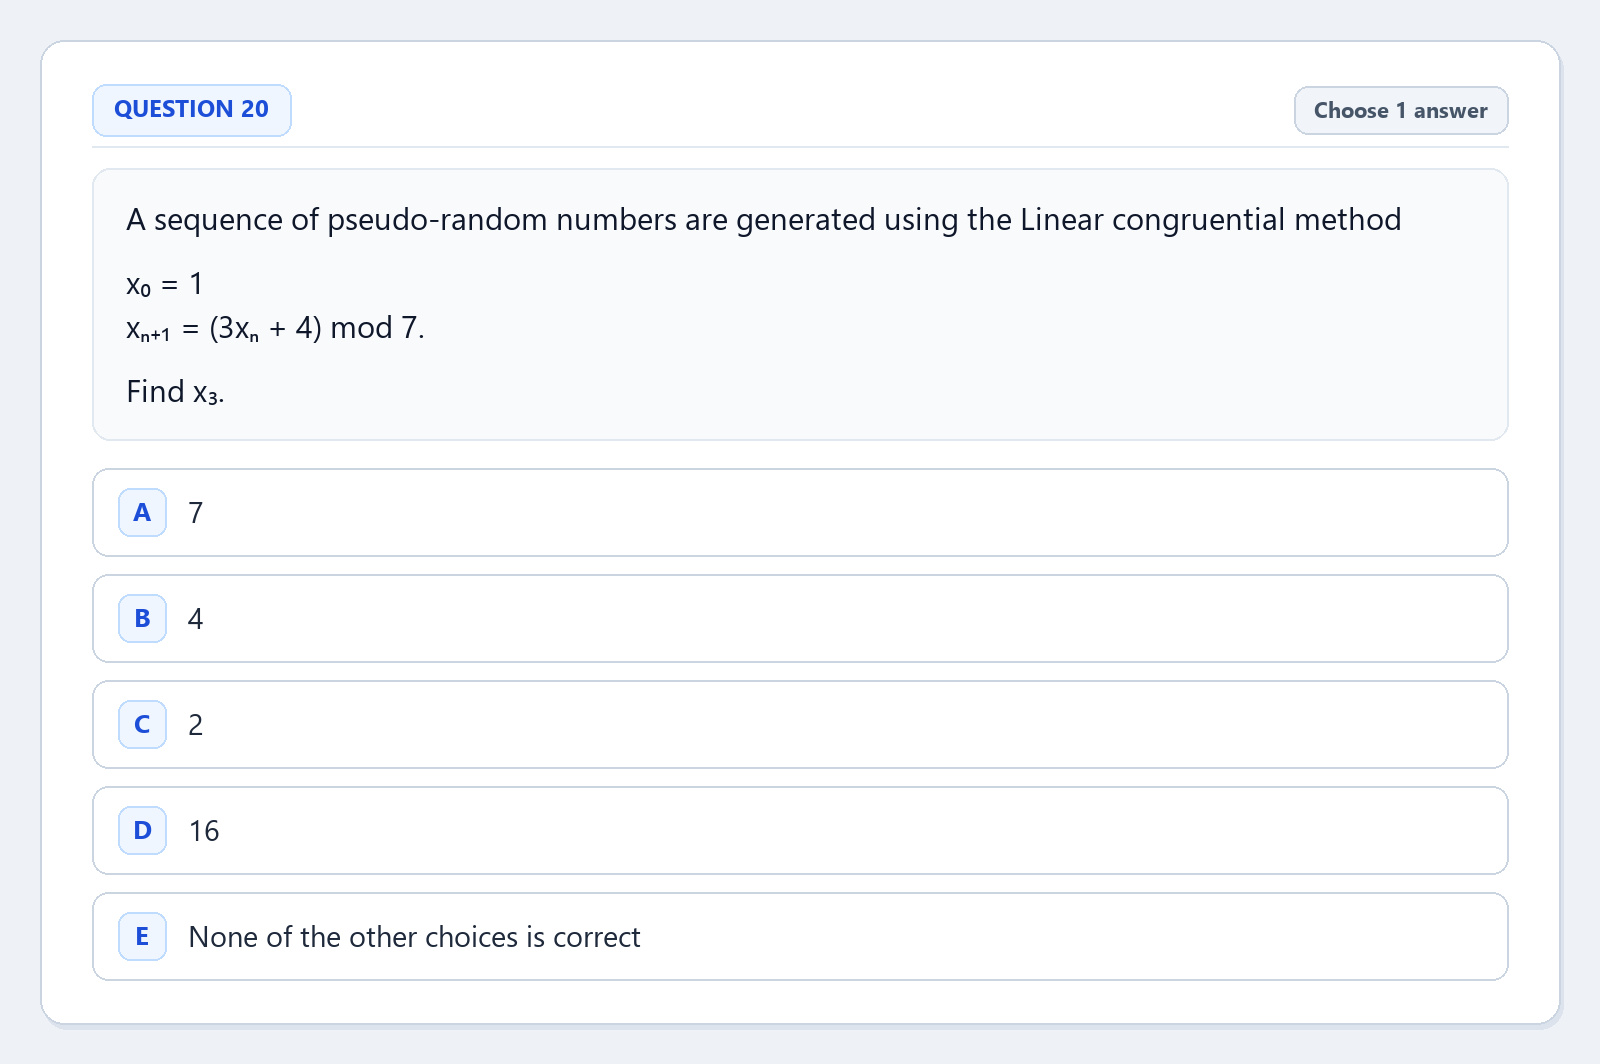 QUESTION 20
Choose 1 answer
A sequence of pseudo-random numbers are generated using the Linear congruential method
x₀ = 1
xₙ₊₁ = (3xₙ + 4) mod 7.
Find x₃.
A 7
B 4
C 2
D 16
E None of the other choices is correct